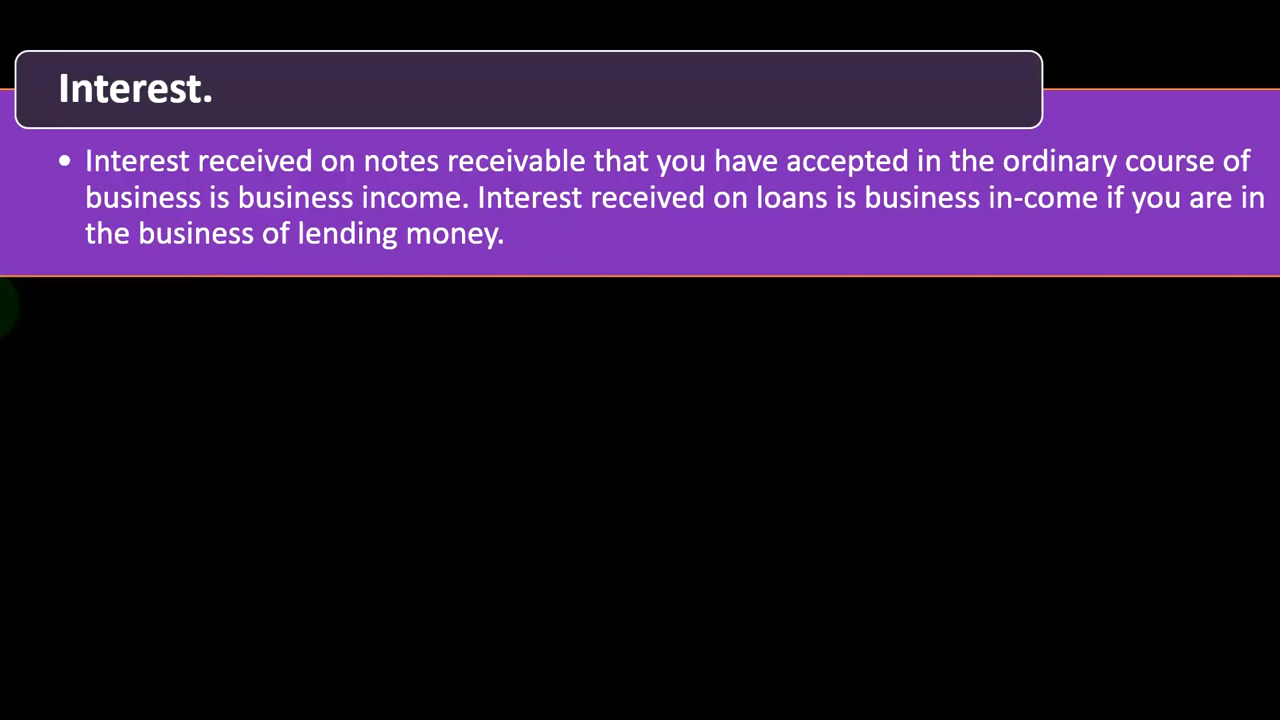 Interest.
• Interest received on notes receivable that you have accepted in the ordinary course of
business is business income. Interest received on loans is business in-come if you are in
the business of lending money.